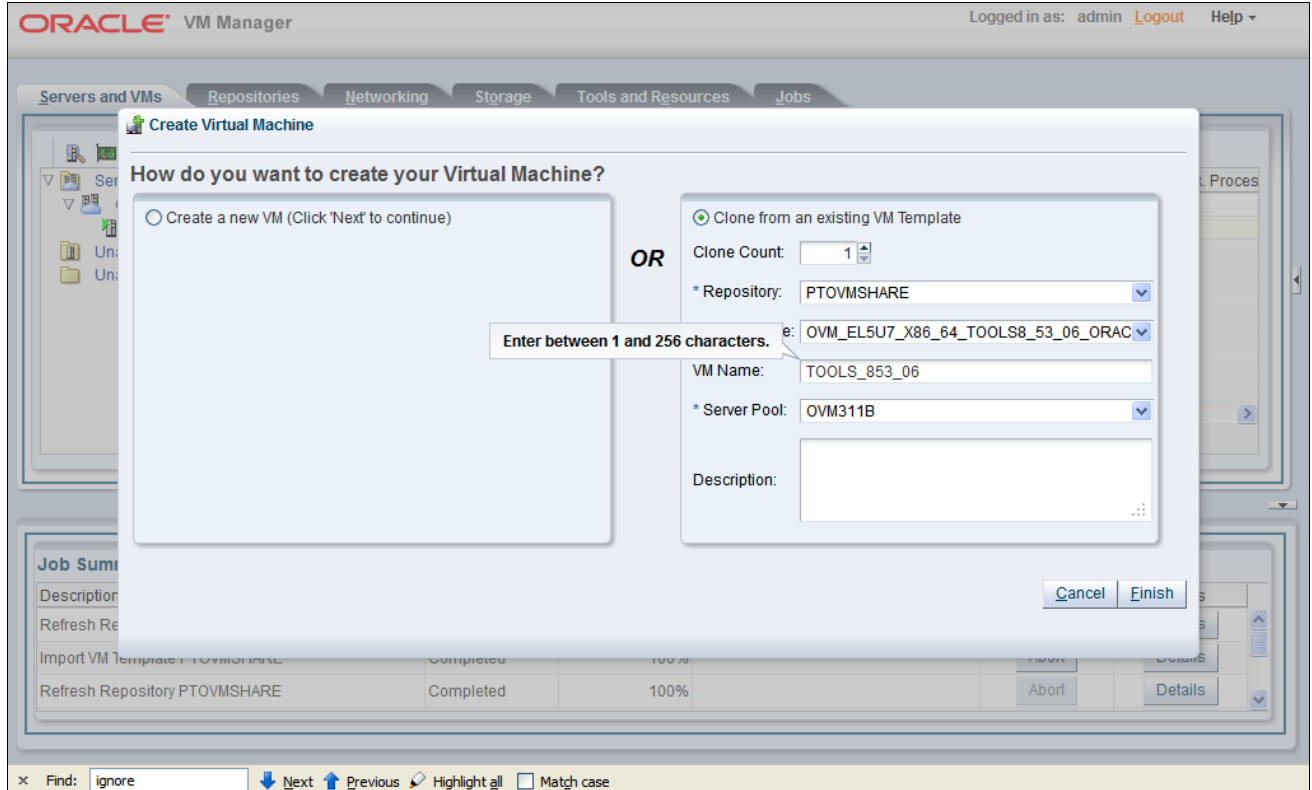 ORACLE VM Manager
Logged in as: admin Logout Help
Servers and VMs Repositories Networking Storage Tools and Resources Jobs
Create Virtual Machine
How do you want to create your Virtual Machine?
Ser
Una
Una
Proces
Create a new VM (Click 'Next' to continue)
OR
Clone from an existing VM Template
Clone Count: 1
* Repository: PTOVMSHARE
e: OVM_EL5U7_X86_64_TOOLS8_53_06_ORAC
Enter between 1 and 256 characters.
VM Name: TOOLS_853_06
* Server Pool: OVM311B
Description:
Cancel Finish
Job Summ
Description
Refresh Re
Import VM Template PTOVMSHARE Completed 100% Abort Details
Refresh Repository PTOVMSHARE Completed 100% Abort Details
x Find: ignore Next Previous Highlight all Match case